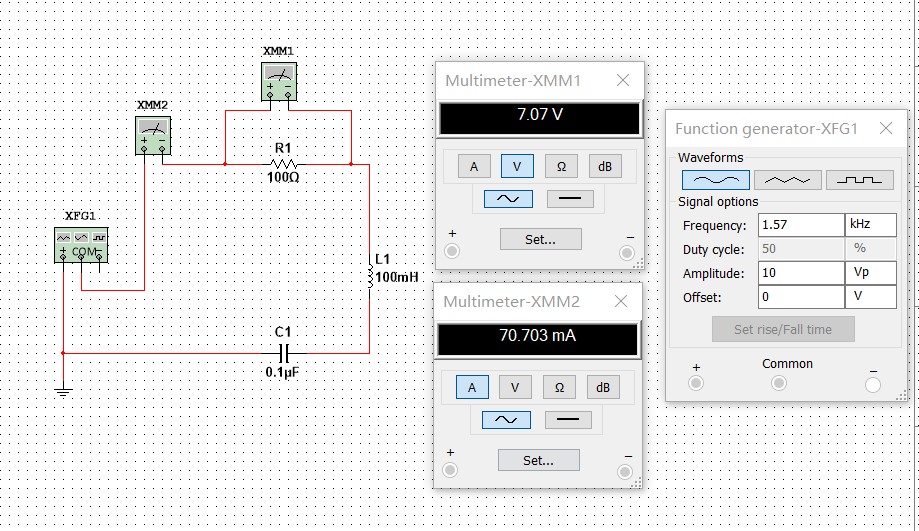 XMM1
XMM2
R1
100Ω
XFG1
+ COM -
L1
100mH
C1
0.1µF
Multimeter-XMM1
7.07 V
A V Ω dB
Set...
+ −
Multimeter-XMM2
70.703 mA
A V Ω dB
Set...
+ −
Function generator-XFG1
Waveforms
Signal options
Frequency: 1.57 kHz
Duty cycle: 50 %
Amplitude: 10 Vp
Offset: 0 V
Set rise/Fall time
+ Common −